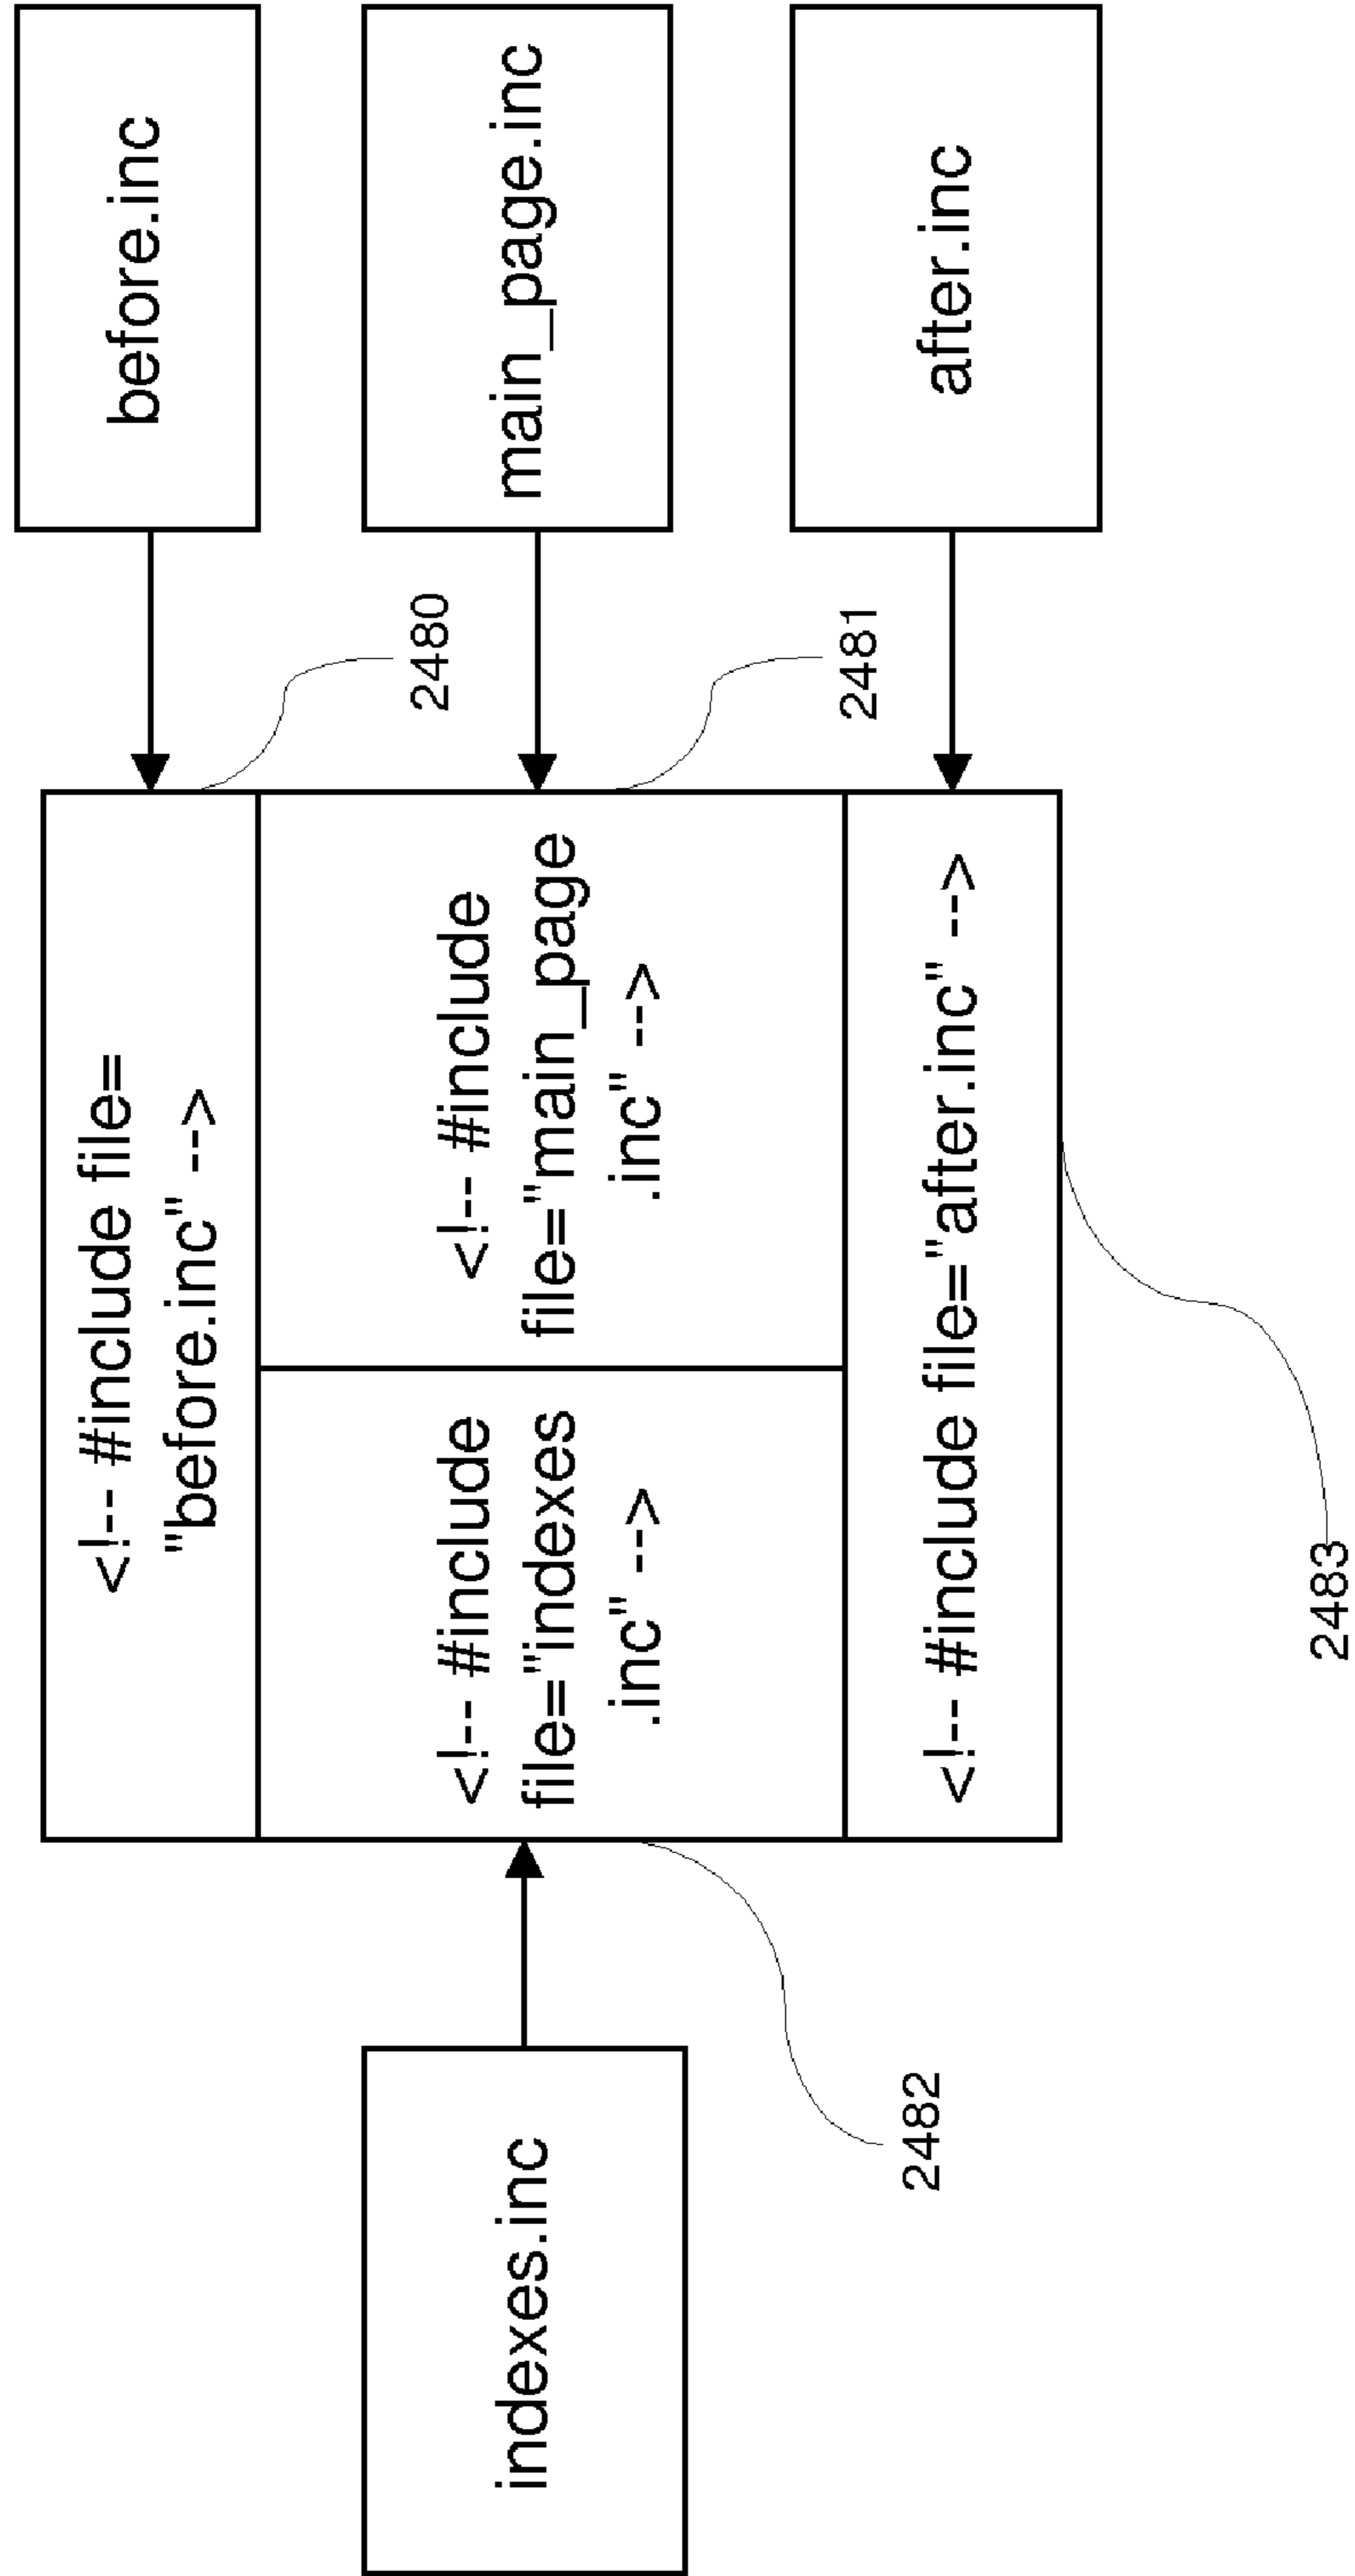 before.inc
<!-- #include file=
"before.inc" -->
2480
indexes.inc
<!-- #include
file="indexes
.inc" -->
<!-- #include
file="main_page
.inc" -->
main_page.inc
2481
2482
<!-- #include file="after.inc" -->
after.inc
2483